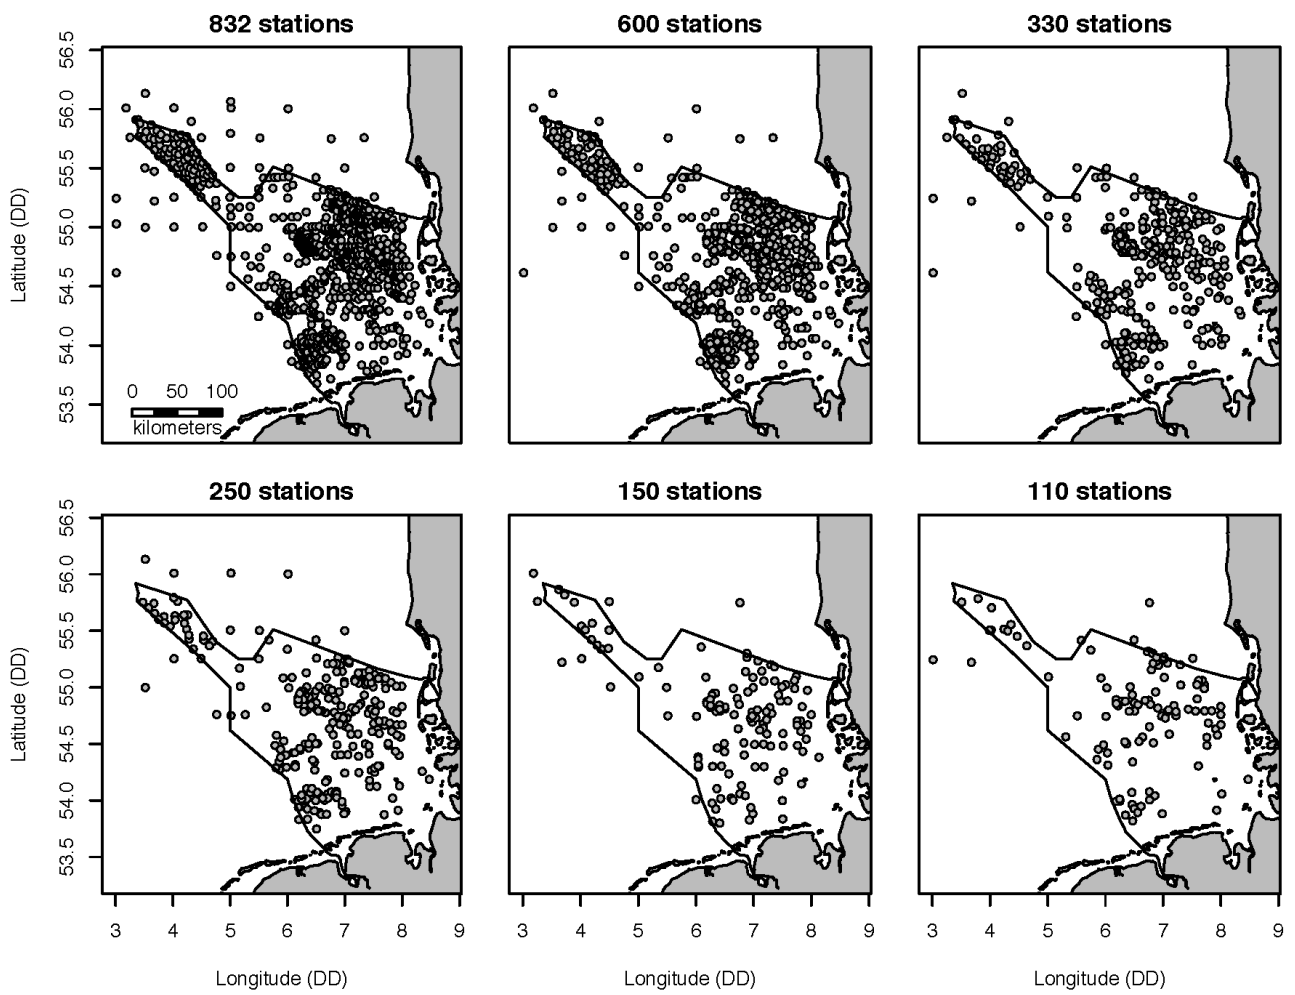 832 stations
600 stations
330 stations
56.5
56.0
55.5
55.0
54.5
54.0
53.5
Latitude (DD)
0 50 100
kilometers
250 stations
150 stations
110 stations
56.5
56.0
55.5
55.0
54.5
54.0
53.5
Latitude (DD)
3 4 5 6 7 8 9
3 4 5 6 7 8 9
3 4 5 6 7 8 9
Longitude (DD)
Longitude (DD)
Longitude (DD)